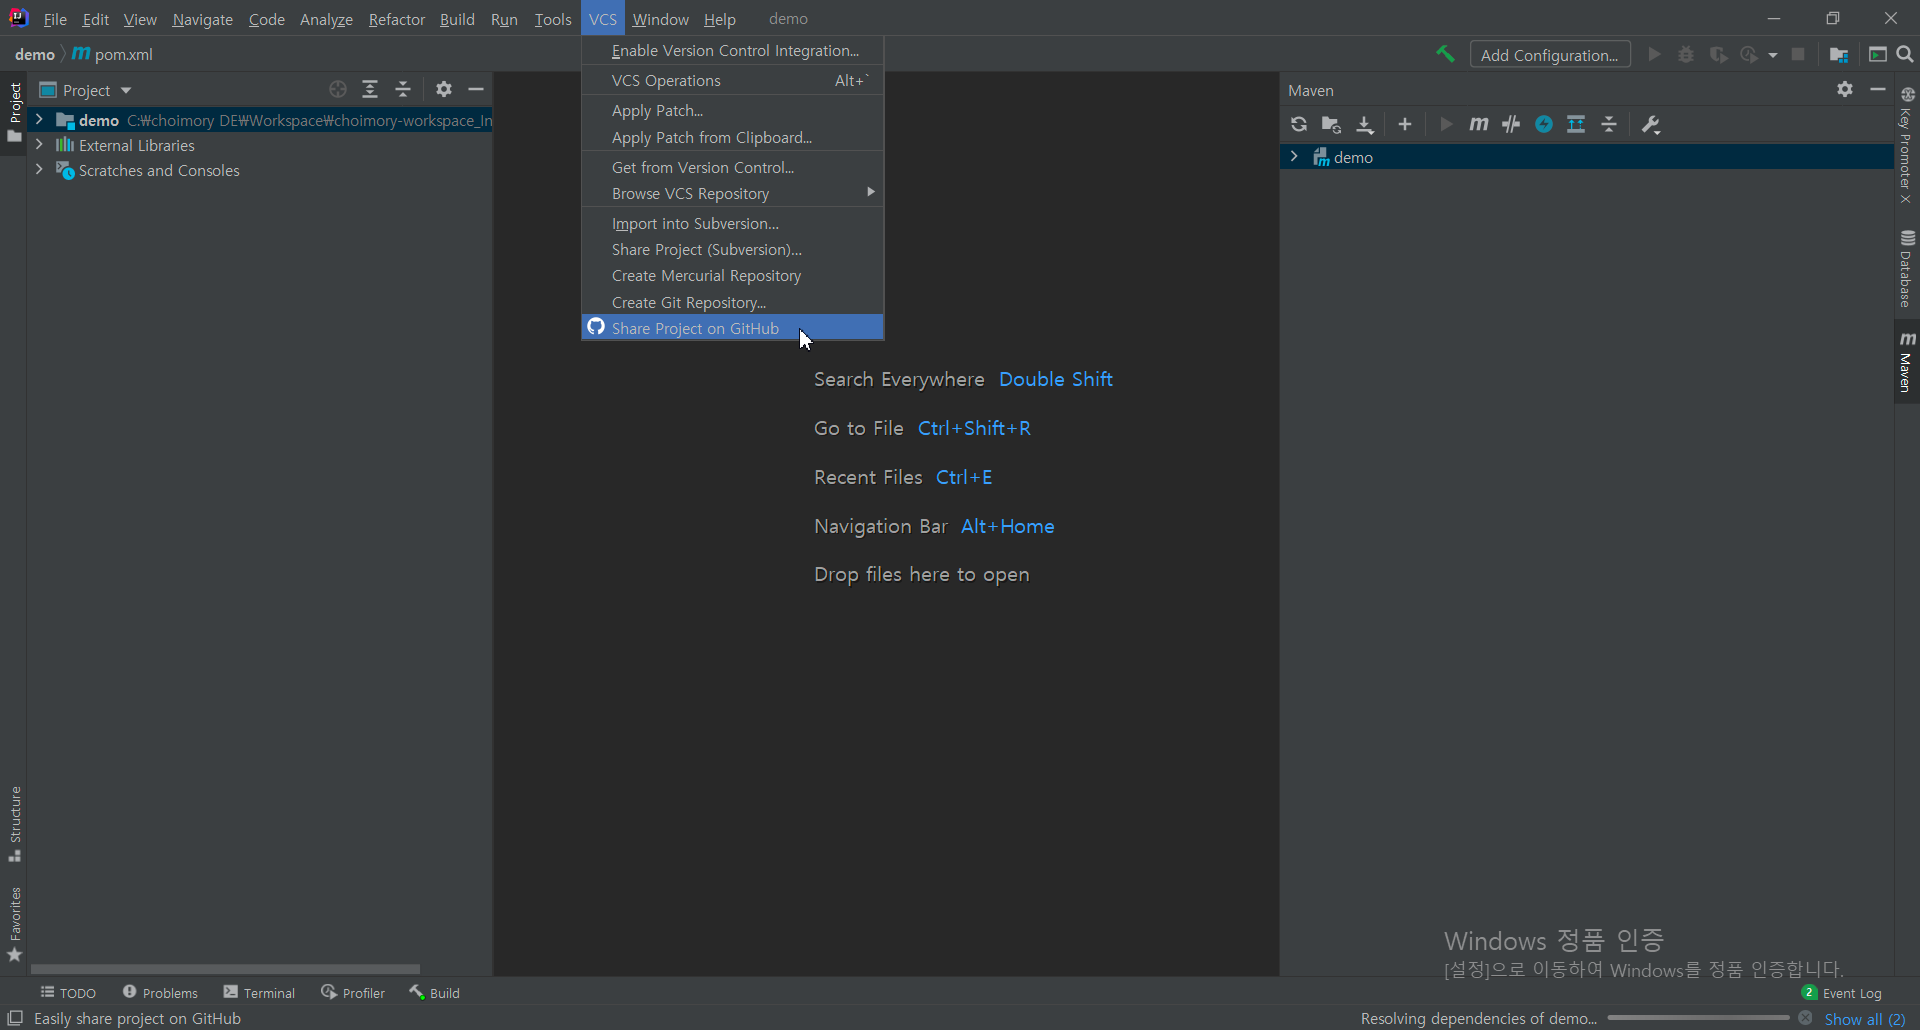 File Edit View Navigate Code Analyze Refactor Build Run Tools VCS Window Help demo
demo pom.xml
Add Configuration...
Project
Project
demo C:₩choimory DE₩Workspace₩choimory-workspace_In
External Libraries
Scratches and Consoles
Enable Version Control Integration...
VCS Operations Alt+`
Apply Patch...
Apply Patch from Clipboard...
Get from Version Control...
Browse VCS Repository
Import into Subversion...
Share Project (Subversion)...
Create Mercurial Repository
Create Git Repository...
Share Project on GitHub
Search Everywhere Double Shift
Go to File Ctrl+Shift+R
Recent Files Ctrl+E
Navigation Bar Alt+Home
Drop files here to open
Maven
demo
Key Promoter X
Database
Maven
Structure
Favorites
Windows 정품 인증
[설정]으로 이동하여 Windows를 정품 인증합니다.
TODO Problems Terminal Profiler Build
2 Event Log
Easily share project on GitHub
Resolving dependencies of demo... Show all (2)